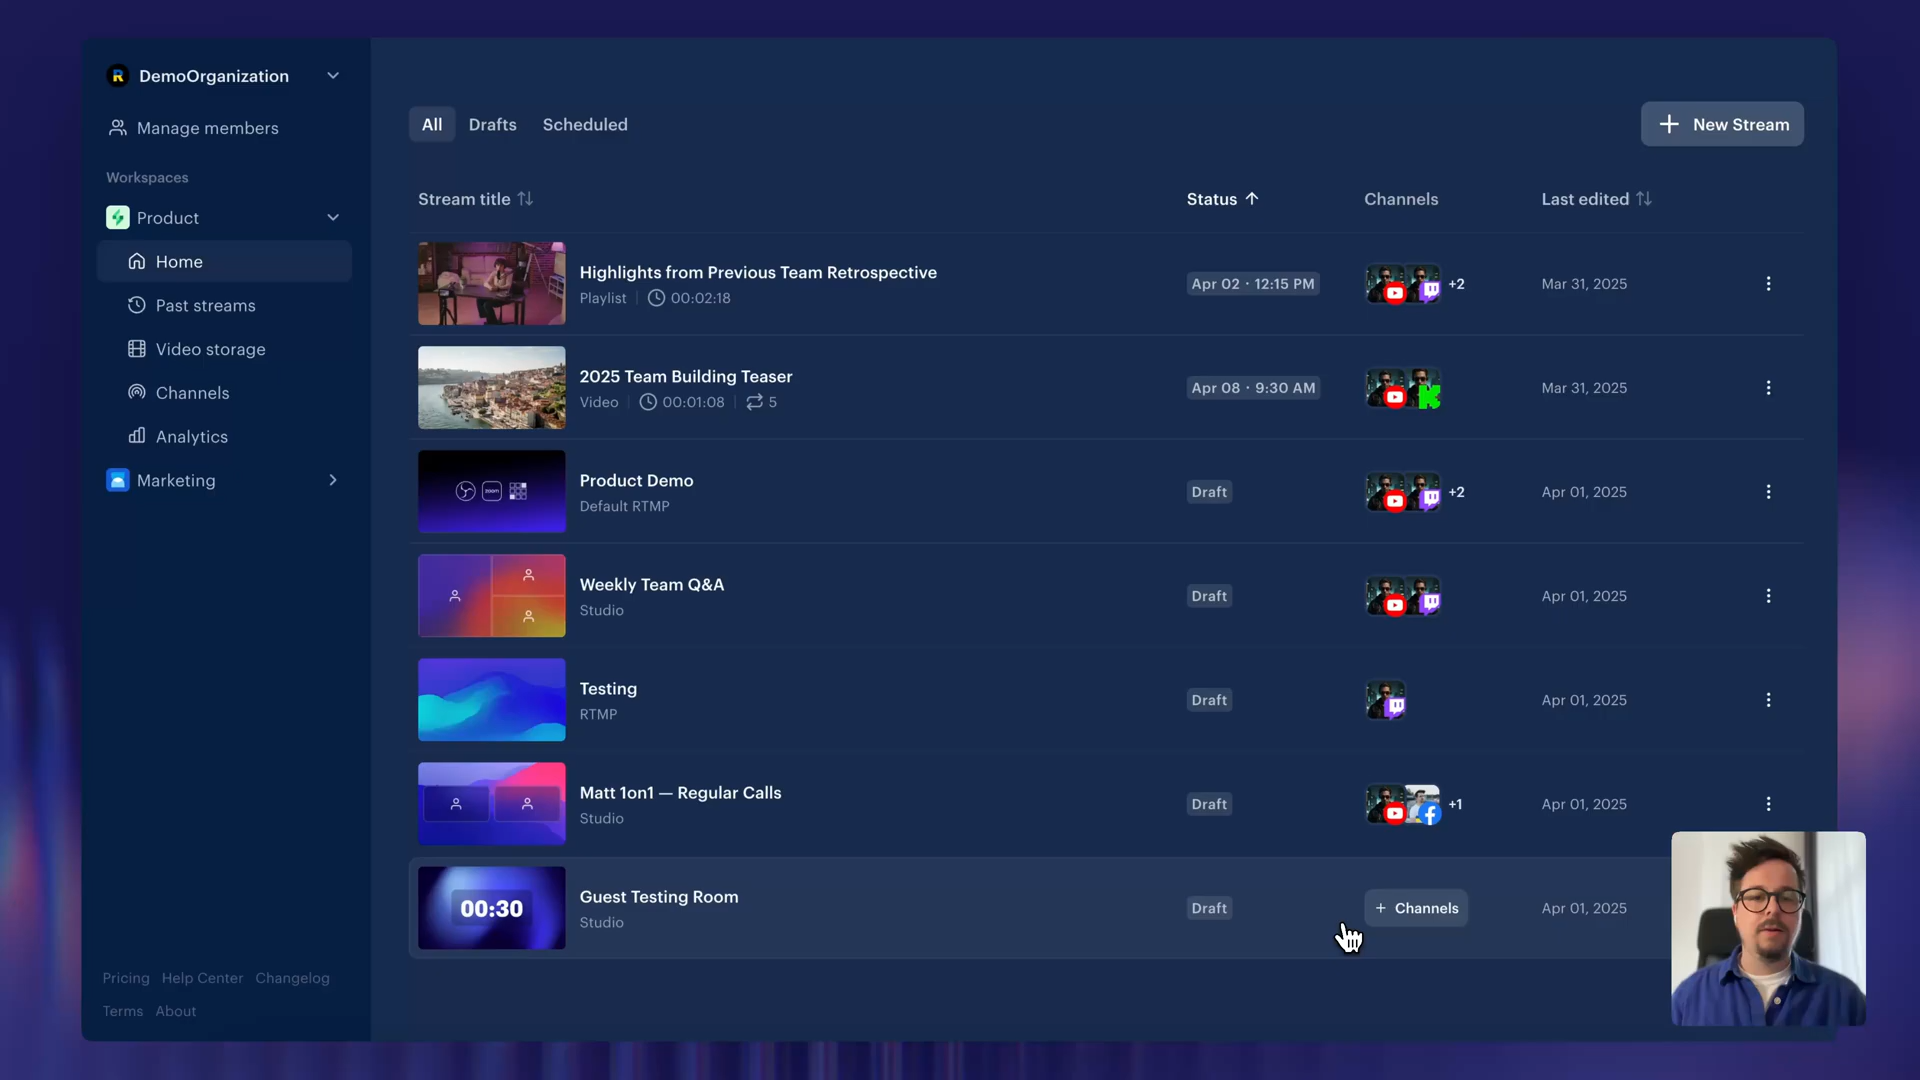 DemoOrganization
Manage members
Workspaces
Product
Home
Past streams
Video storage
Channels
Analytics
Marketing
Pricing Help Center Changelog
Terms About
All Drafts Scheduled
New Stream
Stream title Status Channels Last edited
Highlights from Previous Team Retrospective
Playlist 00:02:18
Apr 02 · 12:15 PM +2 Mar 31, 2025
2025 Team Building Teaser
Video 00:01:08 5
Apr 08 · 9:30 AM Mar 31, 2025
zoom
Product Demo
Default RTMP
Draft +2 Apr 01, 2025
Weekly Team Q&A
Studio
Draft Apr 01, 2025
Testing
RTMP
Draft Apr 01, 2025
Matt 1on1 — Regular Calls
Studio
Draft +1 Apr 01, 2025
00:30
Guest Testing Room
Studio
Draft + Channels Apr 01, 2025